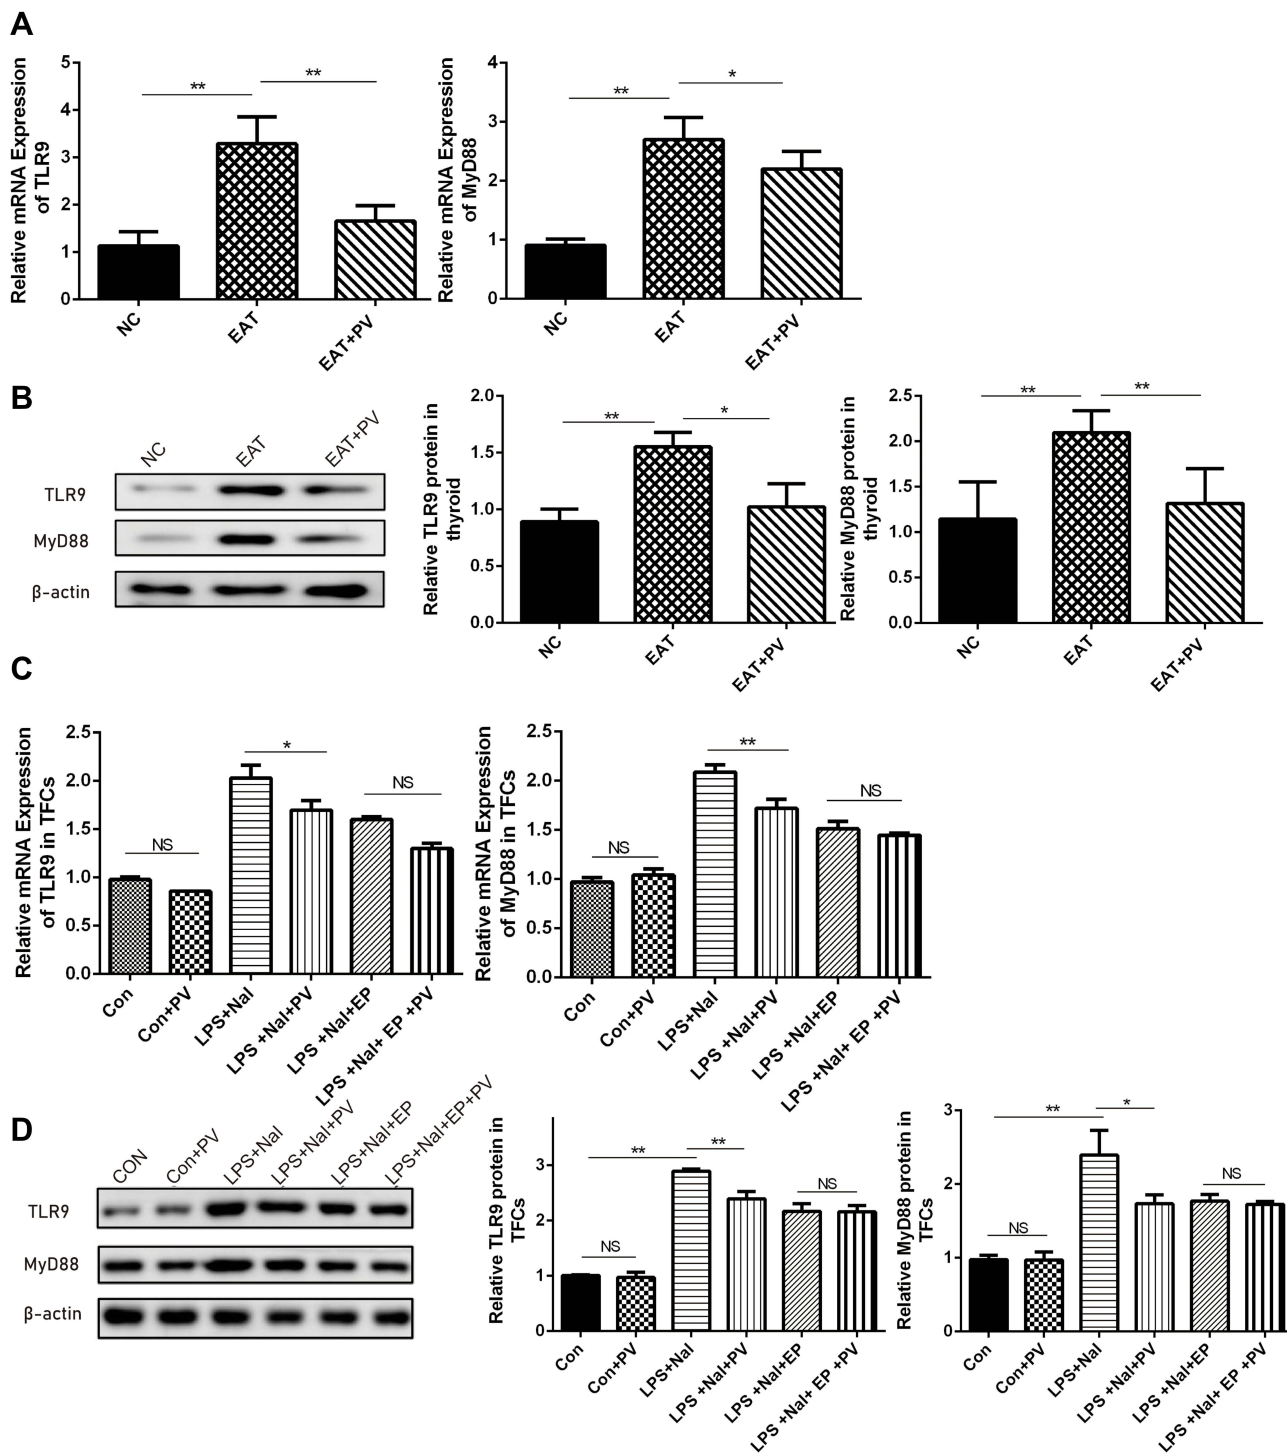 A
Relative mRNA Expression
of TLR9
5
4
3
2
1
0
**
**
NC
EAT
EAT+PV
Relative mRNA Expression
of MyD88
4
3
2
1
0
**
*
NC
EAT
EAT+PV
B
NC
EAT
EAT+PV
TLR9
MyD88
β-actin
Relative TLR9 protein in
thyroid
2.0
1.5
1.0
0.5
0.0
**
*
NC
EAT
EAT+PV
Relative MyD88 protein in
thyroid
2.5
2.0
1.5
1.0
0.5
0.0
**
**
NC
EAT
EAT+PV
C
Relative mRNA Expression
of TLR9 in TFCs
2.5
2.0
1.5
1.0
0.5
0.0
NS
*
NS
Con
Con+PV
LPS+Nal
LPS +Nal+PV
LPS +Nal+EP
LPS +Nal+ EP +PV
Relative mRNA Expression
of MyD88 in TFCs
2.5
2.0
1.5
1.0
0.5
0.0
NS
**
NS
Con
Con+PV
LPS+Nal
LPS +Nal+PV
LPS +Nal+EP
LPS +Nal+ EP +PV
D
CON
Con+PV
LPS+Nal
LPS+Nal+PV
LPS+Nal+EP
LPS+Nal+EP+PV
TLR9
MyD88
β-actin
Relative TLR9 protein in
TFCs
3
2
1
0
NS
**
**
NS
Con
Con+PV
LPS+Nal
LPS +Nal+PV
LPS +Nal+EP
LPS +Nal+ EP +PV
Relative MyD88 protein in
TFCs
3
2
1
0
NS
**
*
NS
Con
Con+PV
LPS+Nal
LPS +Nal+PV
LPS +Nal+EP
LPS +Nal+ EP +PV